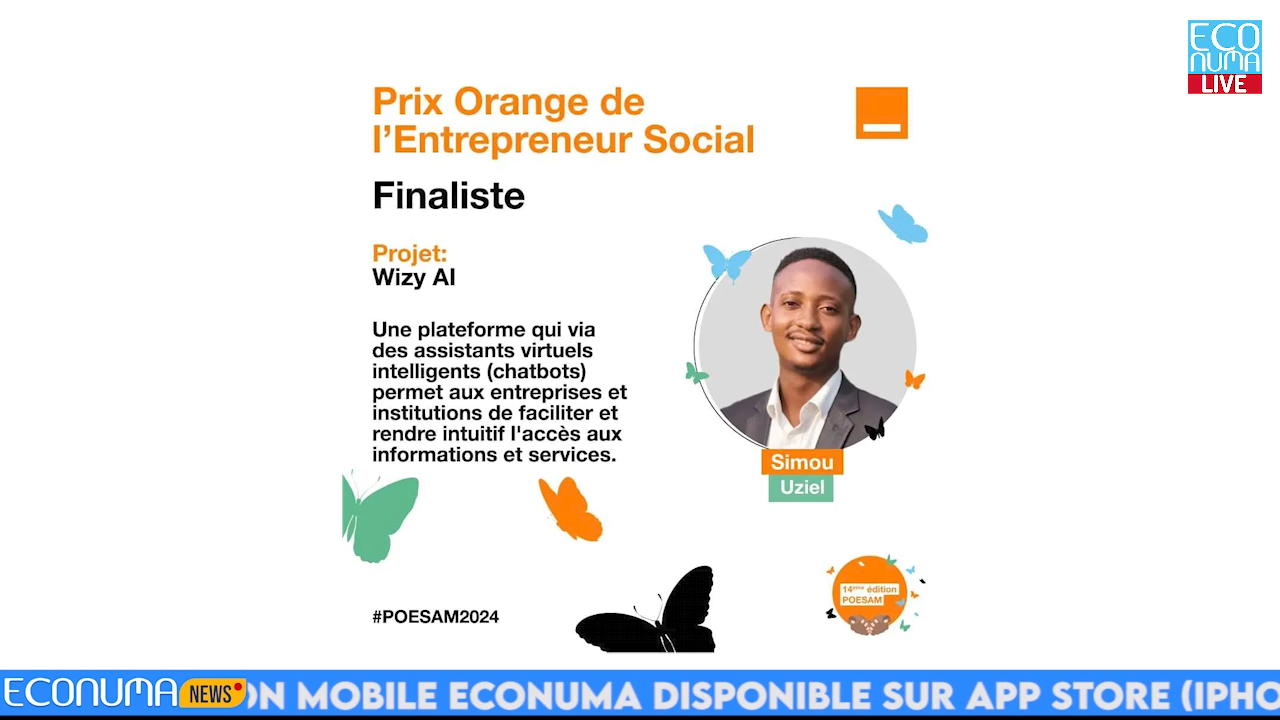 ECO
NUMA
LIVE
Prix Orange de
l’Entrepreneur Social
Finaliste
Projet:
Wizy AI
Une plateforme qui via
des assistants virtuels
intelligents (chatbots)
permet aux entreprises et
institutions de faciliter et
rendre intuitif l'accès aux
informations et services.
Simou
Uziel
14ème édition
POESAM
#POESAM2024
ECONUMA NEWS ON MOBILE ECONUMA DISPONIBLE SUR APP STORE (IPHO